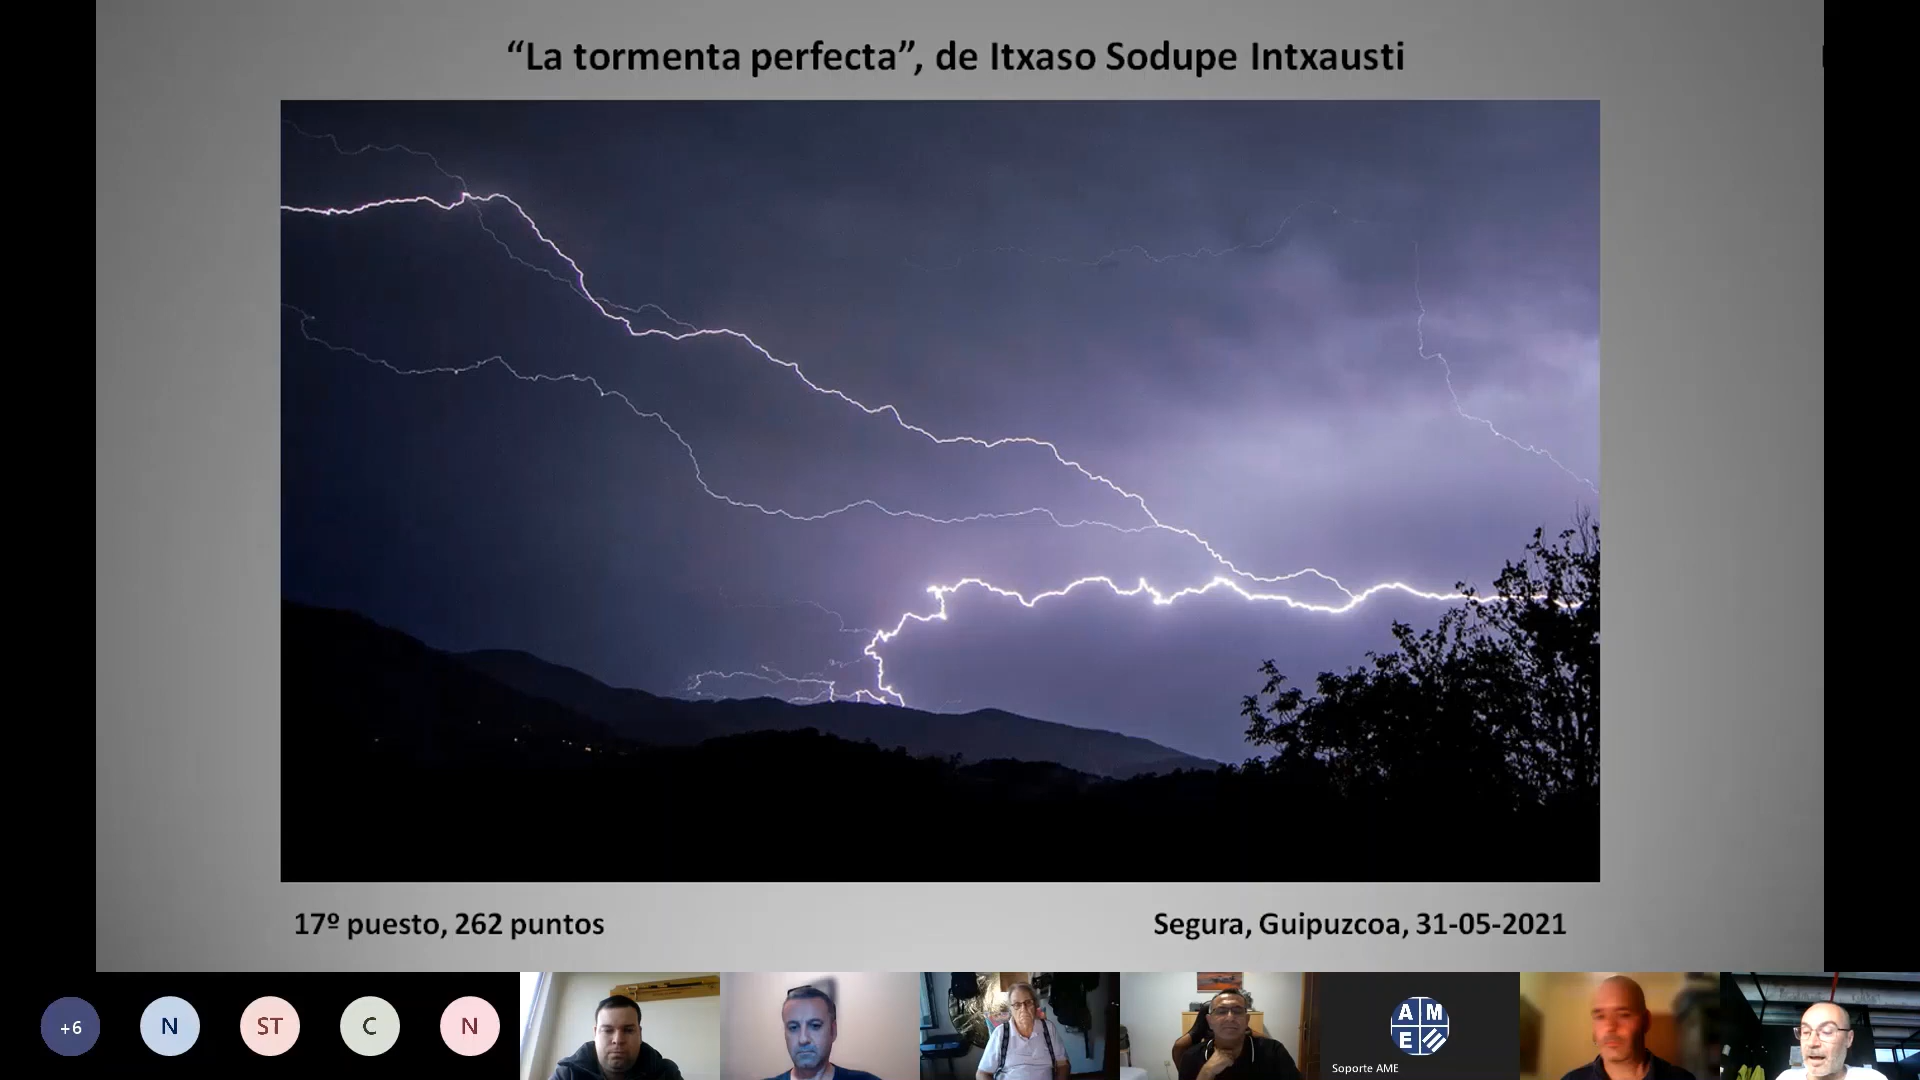 “La tormenta perfecta”, de Itxaso Sodupe Intxausti
17º puesto, 262 puntos
Segura, Guipuzcoa, 31-05-2021
+6
N
ST
C
N
A M
E
Soporte AME